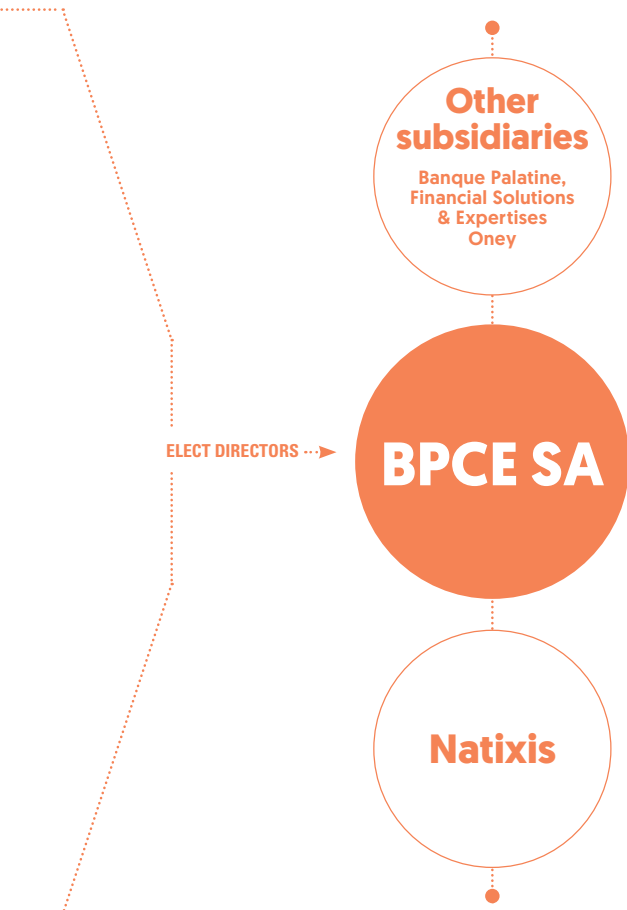 Other
subsidiaries
Banque Palatine,
Financial Solutions
& Expertises
Oney
ELECT DIRECTORS
BPCE SA
Natixis